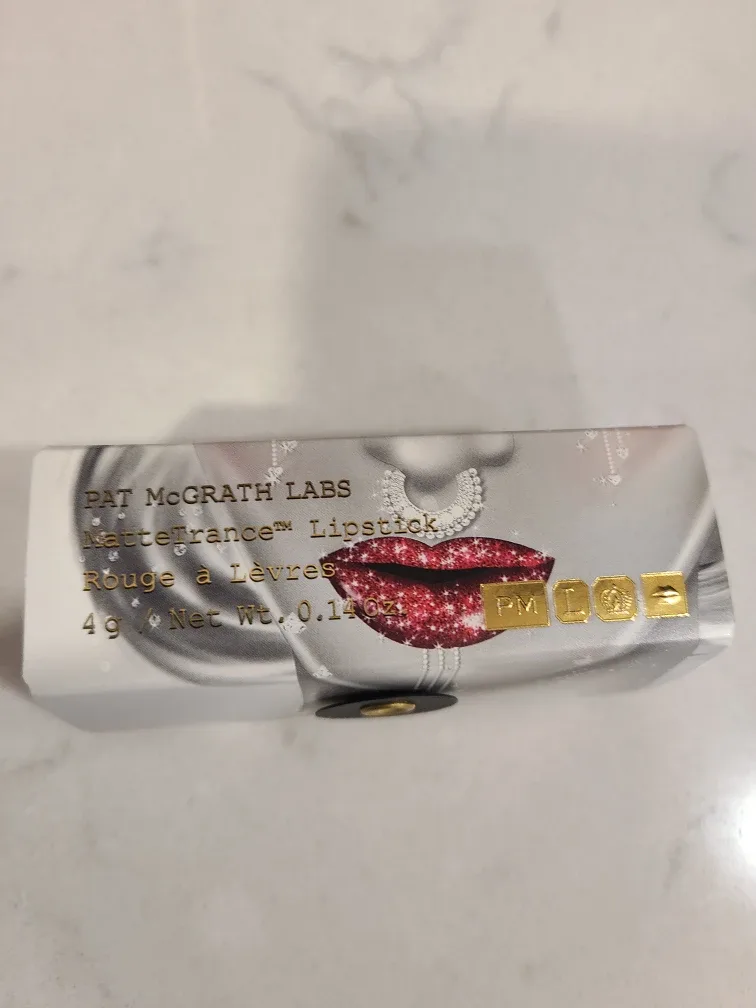 PAT McGRATH LABS
MatteTrance™ Lipstick
Rouge à Lèvres
4 g / Net Wt. 0.14 Oz.
PM L